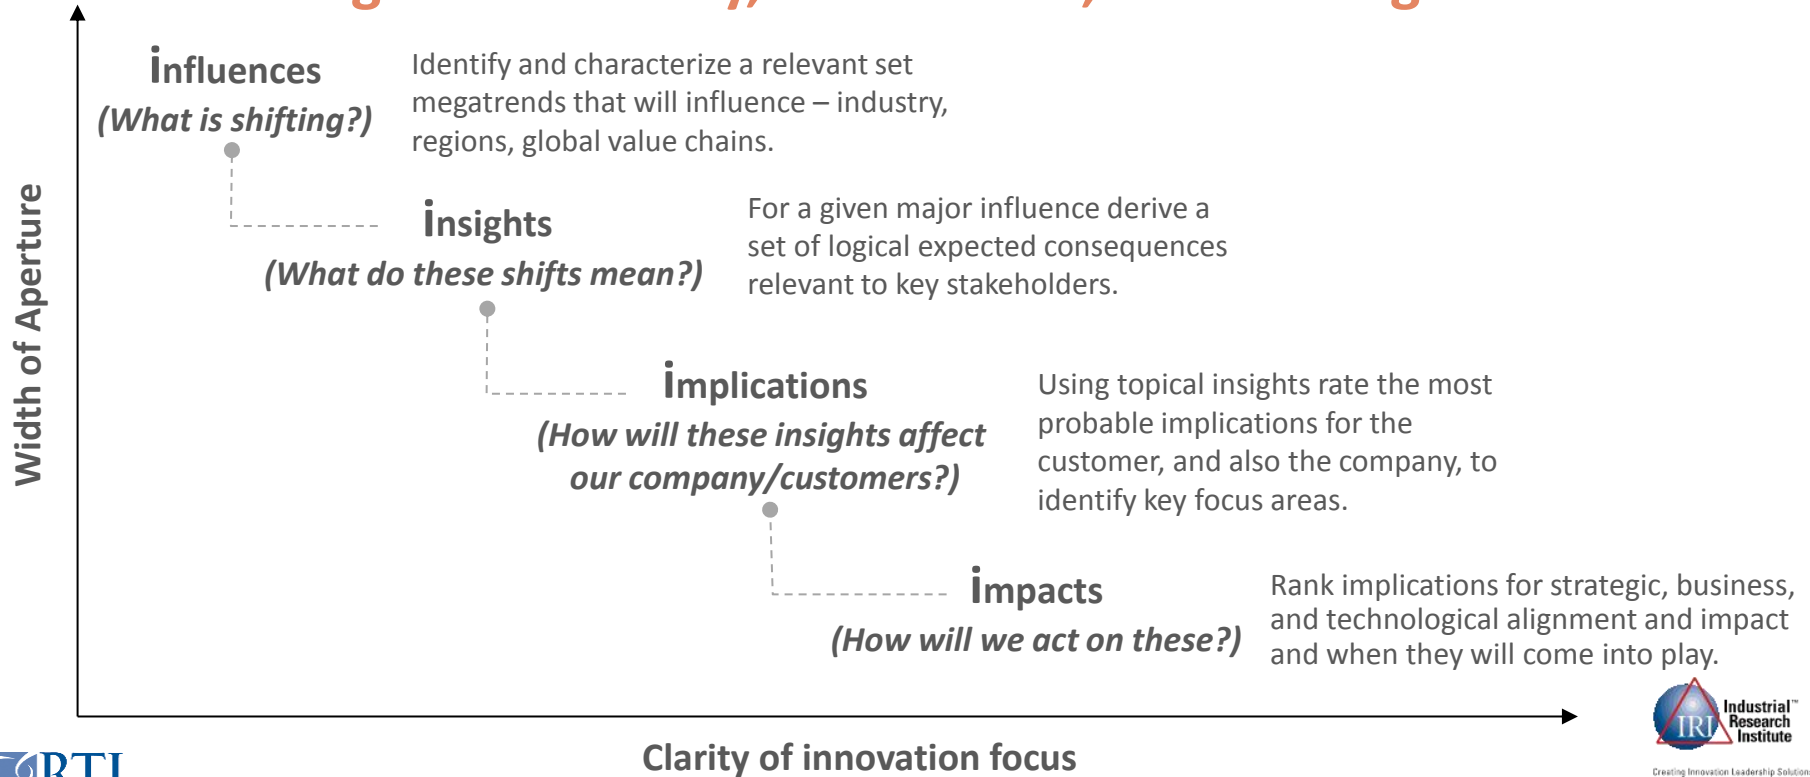 influences
(What is shifting?)
Identify and characterize a relevant set
megatrends that will influence – industry,
regions, global value chains.
insights
(What do these shifts mean?)
For a given major influence derive a
set of logical expected consequences
relevant to key stakeholders.
implications
(How will these insights affect
our company/customers?)
Using topical insights rate the most
probable implications for the
customer, and also the company, to
identify key focus areas.
impacts
(How will we act on these?)
Rank implications for strategic, business,
and technological alignment and impact
and when they will come into play.
Width of Aperture
Clarity of innovation focus
RTI
IRI
Industrial™
Research
Institute
Creating Innovation Leadership Solution